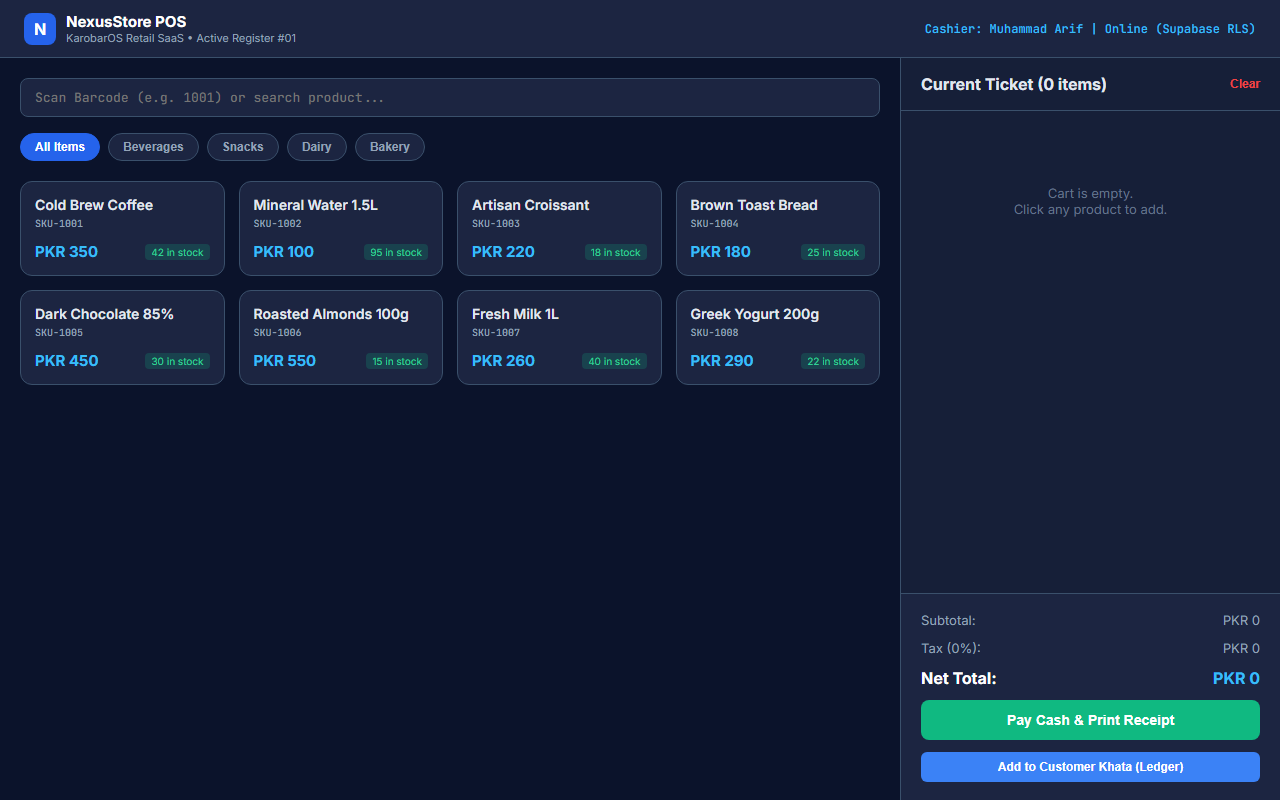 N
NexusStore POS
KarobarOS Retail SaaS • Active Register #01
Cashier: Muhammad Arif | Online (Supabase RLS)
Scan Barcode (e.g. 1001) or search product...
All Items
Beverages
Snacks
Dairy
Bakery
Cold Brew Coffee
SKU-1001
PKR 350
42 in stock
Mineral Water 1.5L
SKU-1002
PKR 100
95 in stock
Artisan Croissant
SKU-1003
PKR 220
18 in stock
Brown Toast Bread
SKU-1004
PKR 180
25 in stock
Dark Chocolate 85%
SKU-1005
PKR 450
30 in stock
Roasted Almonds 100g
SKU-1006
PKR 550
15 in stock
Fresh Milk 1L
SKU-1007
PKR 260
40 in stock
Greek Yogurt 200g
SKU-1008
PKR 290
22 in stock
Current Ticket (0 items)
Clear
Cart is empty.
Click any product to add.
Subtotal:
PKR 0
Tax (0%):
PKR 0
Net Total:
PKR 0
Pay Cash & Print Receipt
Add to Customer Khata (Ledger)